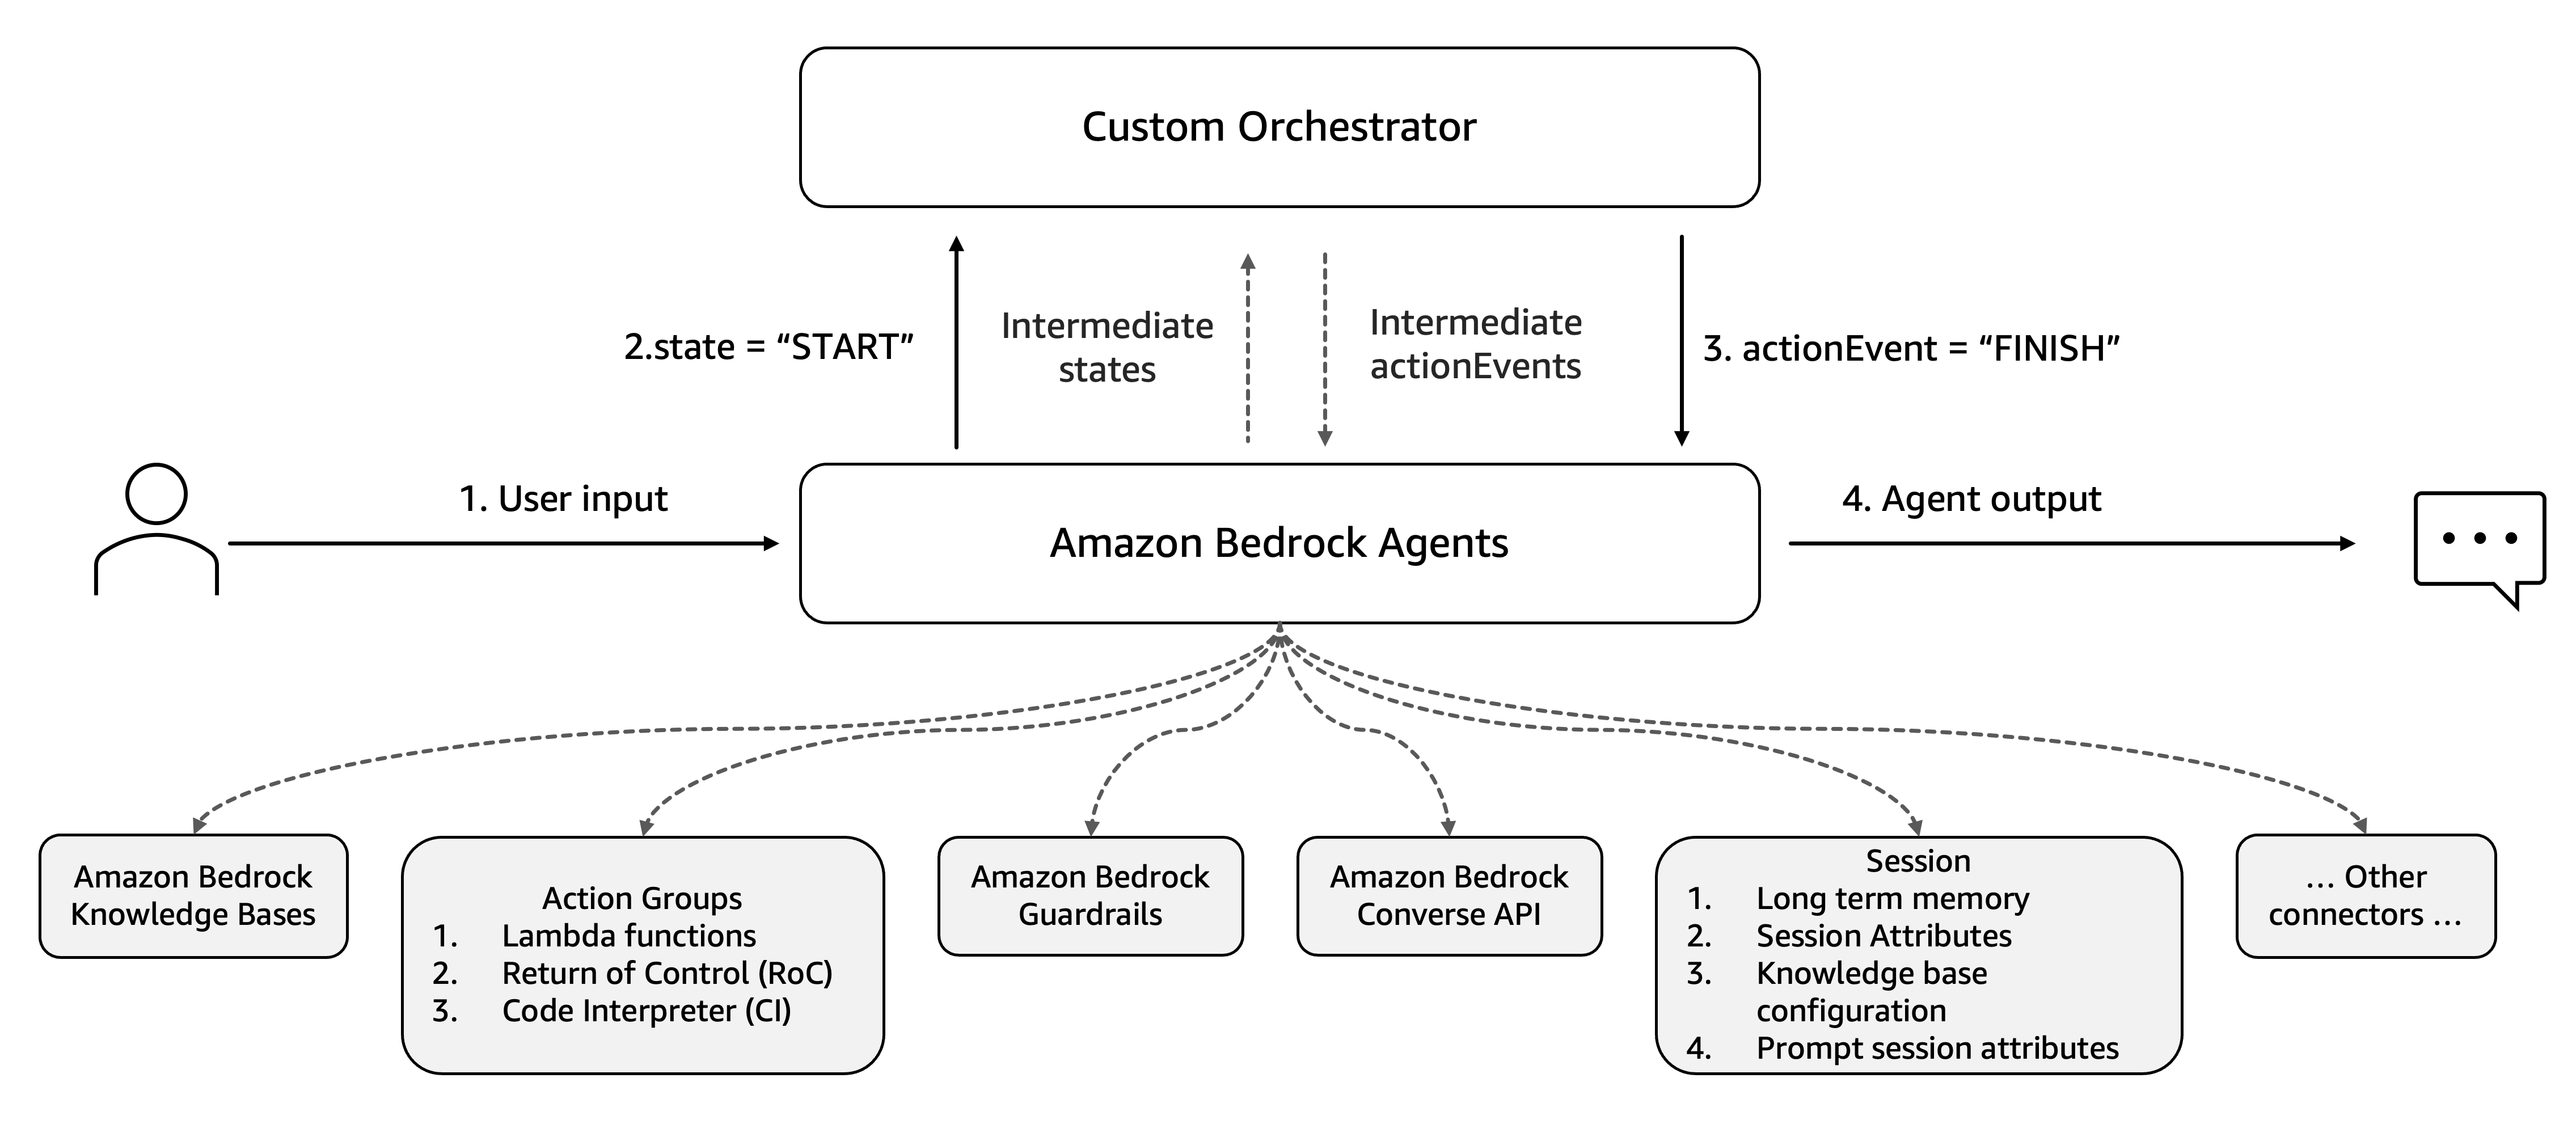 Custom Orchestrator
2.state = “START”
Intermediate
states
Intermediate
actionEvents
3. actionEvent = “FINISH”
1. User input
Amazon Bedrock Agents
4. Agent output
Amazon Bedrock
Knowledge Bases
Action Groups
1. Lambda functions
2. Return of Control (RoC)
3. Code Interpreter (CI)
Amazon Bedrock
Guardrails
Amazon Bedrock
Converse API
Session
1. Long term memory
2. Session Attributes
3. Knowledge base
configuration
4. Prompt session attributes
... Other
connectors ...